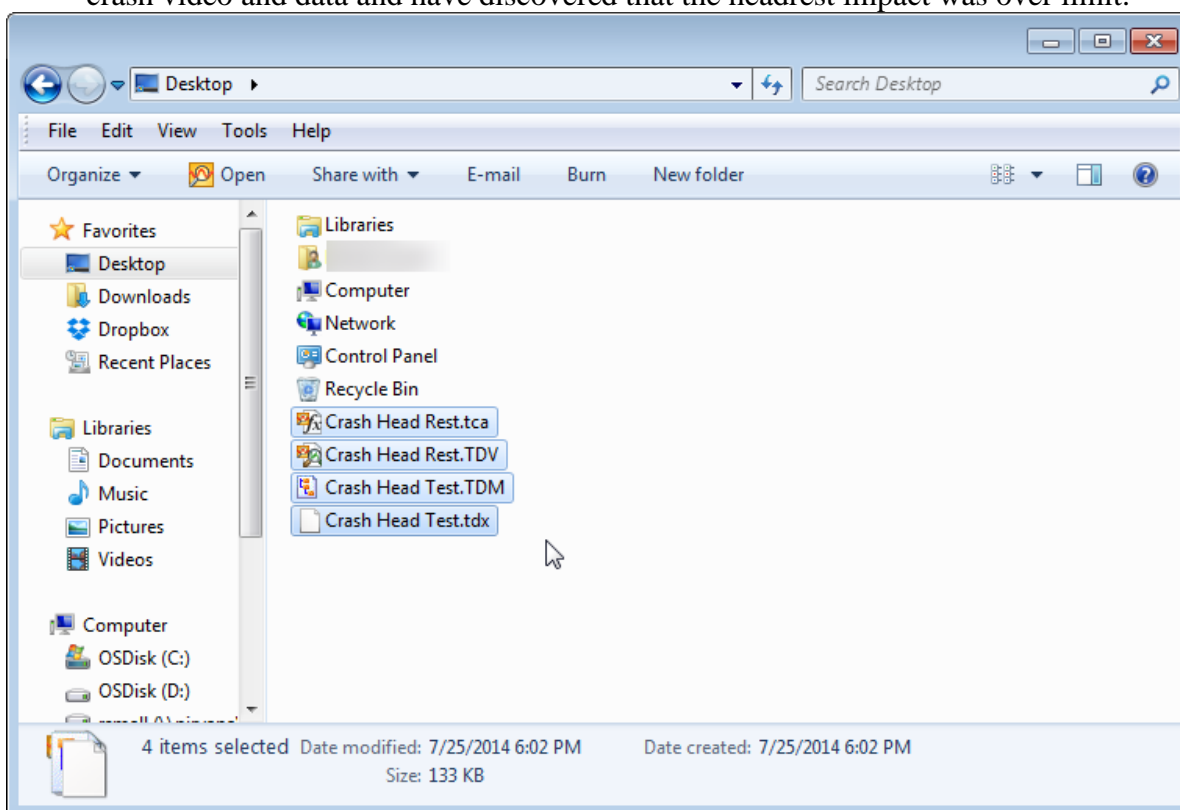 crash video and data and have discovered that the headrest impact was over limit.
Desktop
Search Desktop
File Edit View Tools Help
Organize Open Share with E-mail Burn New folder
Favorites
Desktop
Downloads
Dropbox
Recent Places
Libraries
Documents
Music
Pictures
Videos
Computer
OSDisk (C:)
OSDisk (D:)
Libraries
Computer
Network
Control Panel
Recycle Bin
Crash Head Rest.tca
Crash Head Rest.TDV
Crash Head Test.TDM
Crash Head Test.tdx
4 items selected Date modified: 7/25/2014 6:02 PM Date created: 7/25/2014 6:02 PM
Size: 133 KB